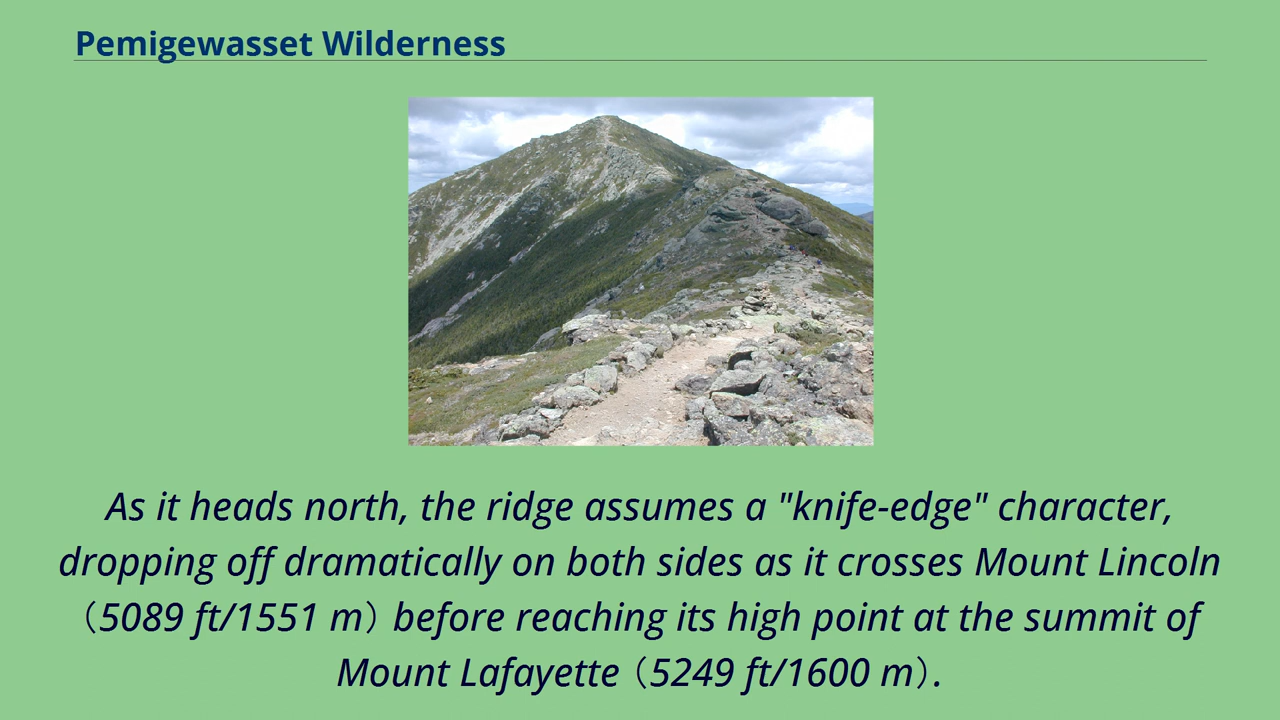 Pemigewasset Wilderness
As it heads north, the ridge assumes a "knife-edge" character,
dropping off dramatically on both sides as it crosses Mount Lincoln
（5089 ft/1551 m）before reaching its high point at the summit of
Mount Lafayette（5249 ft/1600 m）.